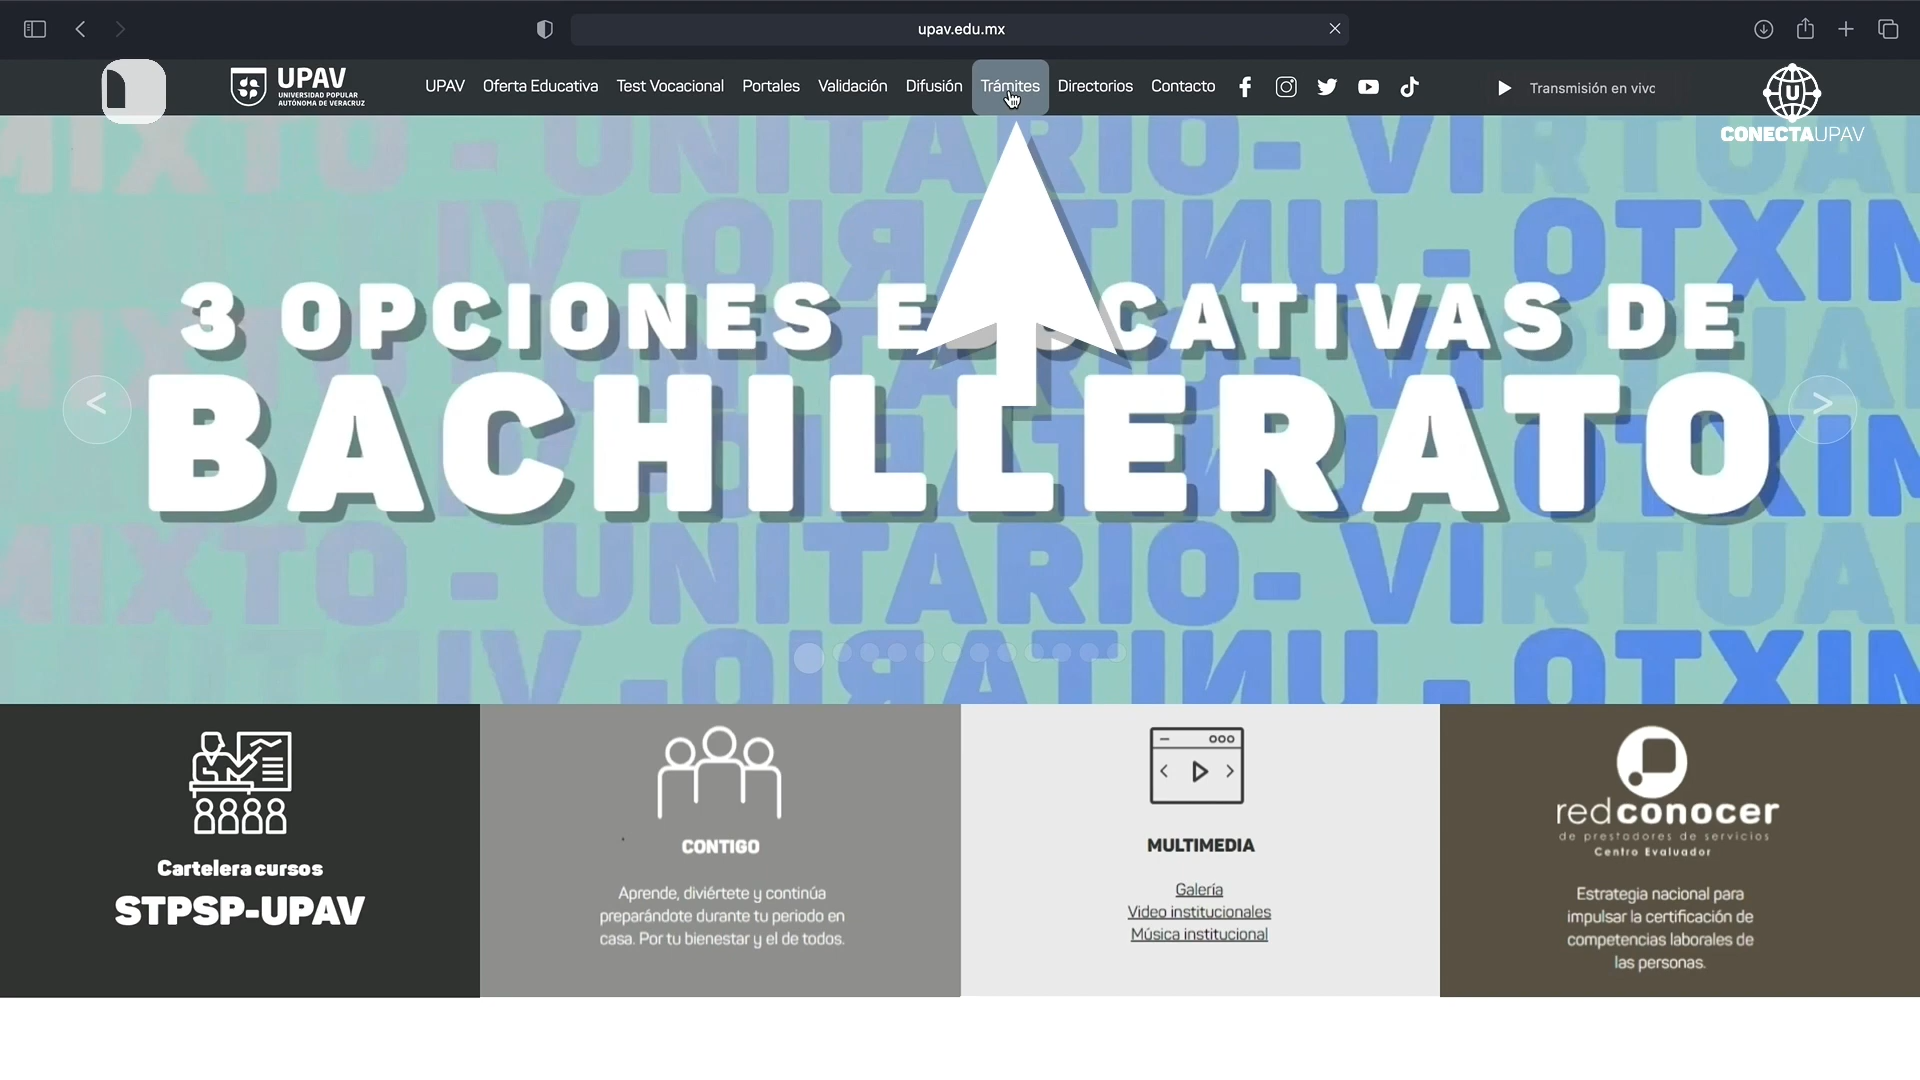 upav.edu.mx
UPAV
UNIVERSIDAD POPULAR
AUTÓNOMA DE VERACRUZ
UPAV Oferta Educativa Test Vocacional Portales Validación Difusión Trámites Directorios Contacto
Transmisión en vivo
CONECTAUPAV
MIXTO - UNITARIO- VIRTUAL
3 OPCIONES E CATIVAS DE
BACHILLERATO
MIXTO - UNITARIO- VIRTUAL
Cartelera cursos
STPSP-UPAV
CONTIGO
Aprende, diviértete y continúa
preparándote durante tu periodo en
casa. Por tu bienestar y el de todos.
MULTIMEDIA
Galería
Video institucionales
Música institucional
redconocer
de prestadores de servicios
Centro Evaluador
Estrategia nacional para
impulsar la certificación de
competencias laborales de
las personas.